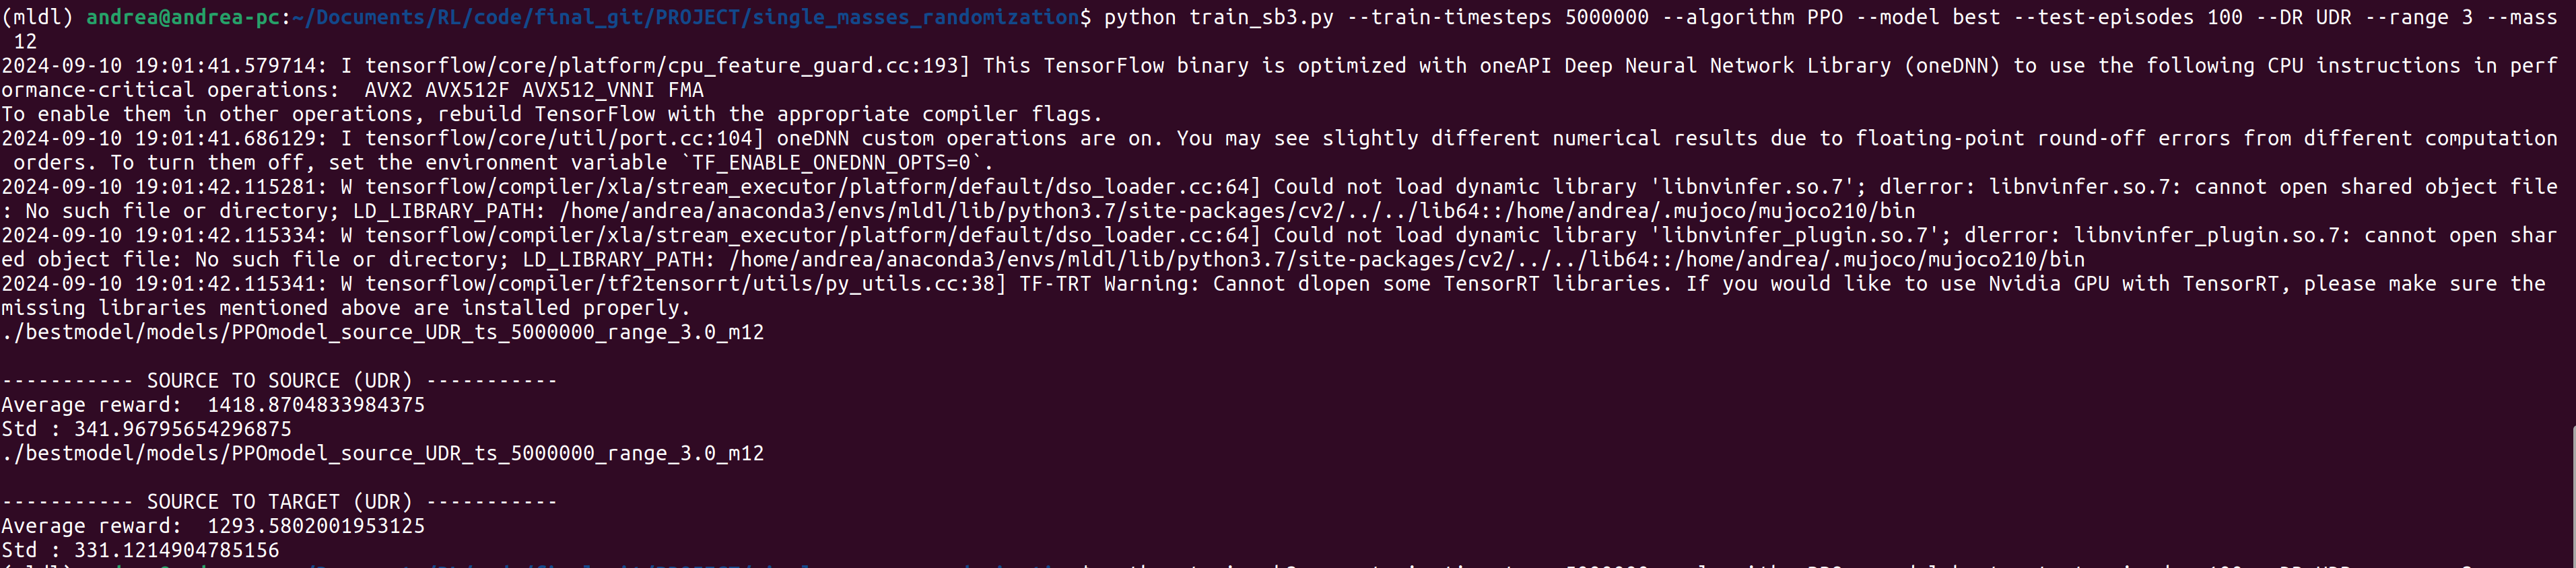 (mldl) andrea@andrea-pc:~/Documents/RL/code/final_git/PROJECT/single_masses_randomization$ python train_sb3.py --train-timesteps 5000000 --algorithm PPO --model best --test-episodes 100 --DR UDR --range 3 --mass
 12
2024-09-10 19:01:41.579714: I tensorflow/core/platform/cpu_feature_guard.cc:193] This TensorFlow binary is optimized with oneAPI Deep Neural Network Library (oneDNN) to use the following CPU instructions in perf
ormance-critical operations:  AVX2 AVX512F AVX512_VNNI FMA
To enable them in other operations, rebuild TensorFlow with the appropriate compiler flags.
2024-09-10 19:01:41.686129: I tensorflow/core/util/port.cc:104] oneDNN custom operations are on. You may see slightly different numerical results due to floating-point round-off errors from different computation
 orders. To turn them off, set the environment variable `TF_ENABLE_ONEDNN_OPTS=0`.
2024-09-10 19:01:42.115281: W tensorflow/compiler/xla/stream_executor/platform/default/dso_loader.cc:64] Could not load dynamic library 'libnvinfer.so.7'; dlerror: libnvinfer.so.7: cannot open shared object file
: No such file or directory; LD_LIBRARY_PATH: /home/andrea/anaconda3/envs/mldl/lib/python3.7/site-packages/cv2/../../lib64::/home/andrea/.mujoco/mujoco210/bin
2024-09-10 19:01:42.115334: W tensorflow/compiler/xla/stream_executor/platform/default/dso_loader.cc:64] Could not load dynamic library 'libnvinfer_plugin.so.7'; dlerror: libnvinfer_plugin.so.7: cannot open shar
ed object file: No such file or directory; LD_LIBRARY_PATH: /home/andrea/anaconda3/envs/mldl/lib/python3.7/site-packages/cv2/../../lib64::/home/andrea/.mujoco/mujoco210/bin
2024-09-10 19:01:42.115341: W tensorflow/compiler/tf2tensorrt/utils/py_utils.cc:38] TF-TRT Warning: Cannot dlopen some TensorRT libraries. If you would like to use Nvidia GPU with TensorRT, please make sure the
missing libraries mentioned above are installed properly.
./bestmodel/models/PPOmodel_source_UDR_ts_5000000_range_3.0_m12
----------- SOURCE TO SOURCE (UDR) -----------
Average reward:  1418.8704833984375
Std : 341.96795654296875
./bestmodel/models/PPOmodel_source_UDR_ts_5000000_range_3.0_m12
----------- SOURCE TO TARGET (UDR) -----------
Average reward:  1293.5802001953125
Std : 331.1214904785156